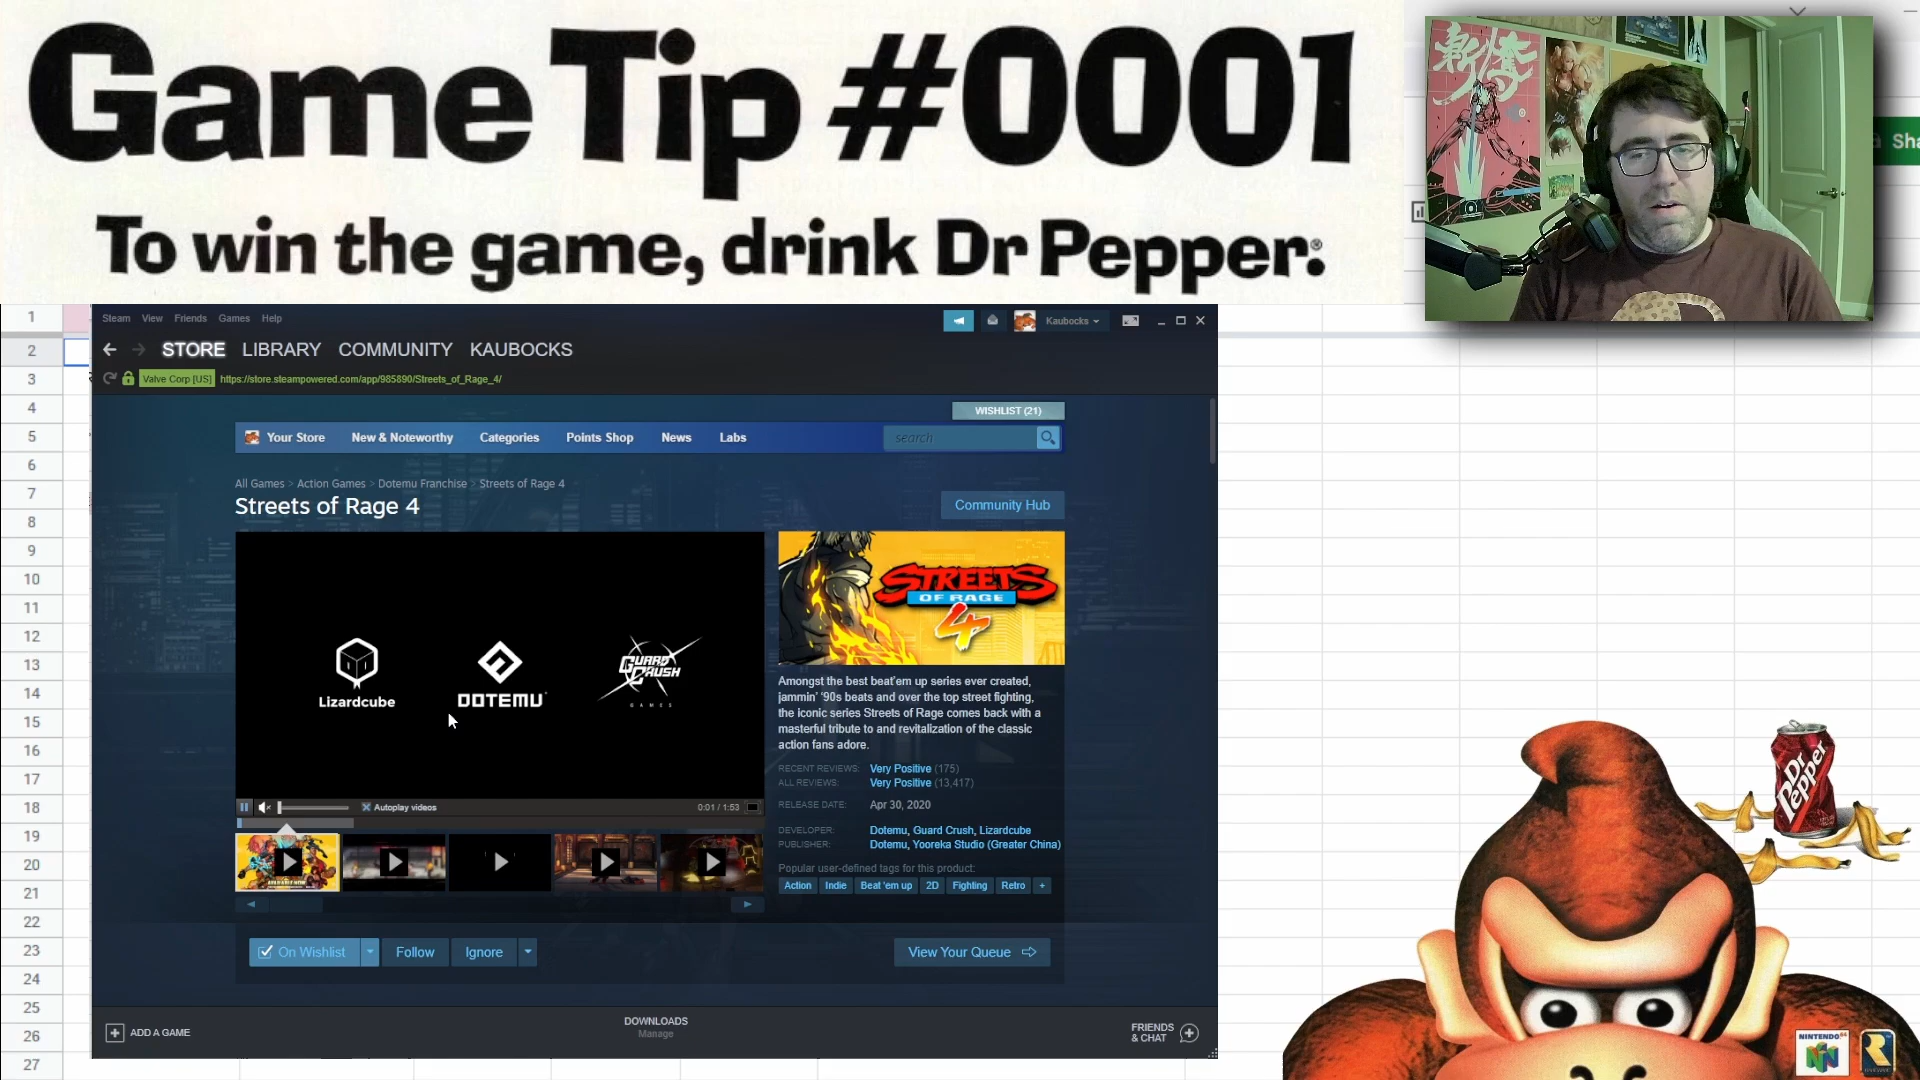 Game Tip #0001
To win the game, drink Dr Pepper.®
新憍
Sha
Steam View Friends Games Help
Kaubocks
STORE LIBRARY COMMUNITY KAUBOCKS
Valve Corp [US] https://store.steampowered.com/app/985890/Streets_of_Rage_4/
WISHLIST (21)
Your Store New & Noteworthy Categories Points Shop News Labs
search
All Games > Action Games > Dotemu Franchise > Streets of Rage 4
Streets of Rage 4
Community Hub
Lizardcube
DOTEMU
GUARD CRUSH
GAMES
STREETS
OF RAGE
4
Amongst the best beat'em up series ever created,
jammin' '90s beats and over the top street fighting,
the iconic series Streets of Rage comes back with a
masterful tribute to and revitalization of the classic
action fans adore.
RECENT REVIEWS: Very Positive (175)
ALL REVIEWS: Very Positive (13,417)
RELEASE DATE: Apr 30, 2020
DEVELOPER: Dotemu, Guard Crush, Lizardcube
PUBLISHER: Dotemu, Yooreka Studio (Greater China)
Popular user-defined tags for this product:
Action Indie Beat 'em up 2D Fighting Retro +
Autoplay videos
0:01 / 1:53
On Wishlist
Follow
Ignore
View Your Queue
ADD A GAME
DOWNLOADS
Manage
FRIENDS
& CHAT
1
2
3
4
5
6
7
8
9
10
11
12
13
14
15
16
17
18
19
20
21
22
23
24
25
26
27
Dr Pepper
NINTENDO 64
N
R